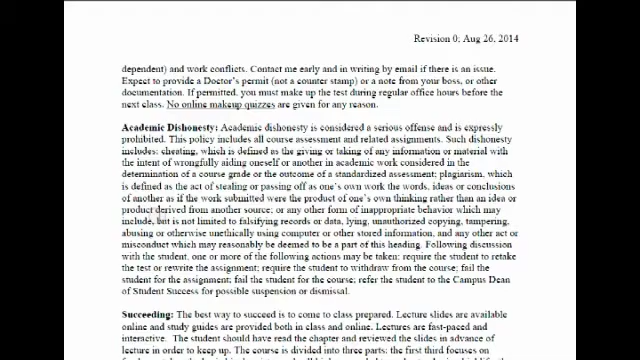 Revision 0; Aug 26, 2014
dependent) and work conflicts. Contact me early and in writing by email if there is an issue.
Expect to provide a Doctor's permit (not a counter stamp) or a note from your boss, or other
documentation. If permitted, you must make up the test during regular office hours before the
next class. No online makeup quizzes are given for any reason.
Academic Dishonesty: Academic dishonesty is considered a serious offense and is expressly
prohibited. This policy includes all course assessment and related assignments. Such dishonesty
includes: cheating, which is defined as the giving or taking of any information or material with
the intent of wrongfully aiding oneself or another in academic work considered in the
determination of a course grade or the outcome of a standardized assessment; plagiarism, which
is defined as the act of stealing or passing off as one's own work the words, ideas or conclusions
of another as if the work submitted were the product of one's own thinking rather than an idea or
product derived from another source; or any other form of inappropriate behavior which may
include, but is not limited to falsifying records or data, lying, unauthorized copying, tampering,
abusing or otherwise unethically using computer or other stored information, and any other act or
misconduct which may reasonably be deemed to be a part of this heading. Following discussion
with the student, one or more of the following actions may be taken: require the student to retake
the test or rewrite the assignment; require the student to withdraw from the course; fail the
student for the assignment; fail the student for the course; refer the student to the Campus Dean
of Student Success for possible suspension or dismissal.
Succeeding: The best way to succeed is to come to class prepared. Lecture slides are available
online and study guides are provided both in class and online. Lectures are fast-paced and
interactive. The student should have read the chapter and reviewed the slides in advance of
lecture in order to keep up. The course is divided into three parts: the first third focuses on